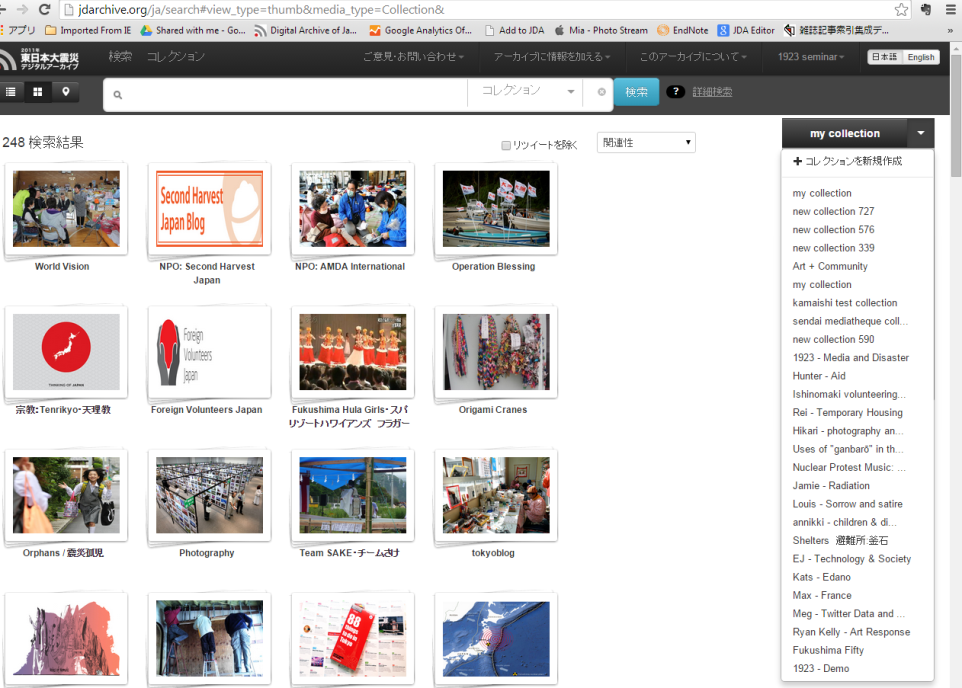 jdarchive.org/ja/search#view_type=thumb&media_type=Collection&
アプリ Imported From IE Shared with me - Go... Digital Archive of Ja... Google Analytics Of... Add to JDA Mia - Photo Stream EndNote JDA Editor 雑誌記事索引集成デ... »
2011年
東日本大震災
デジタルアーカイブ
検索 コレクション ご意見・お問い合わせ アーカイブに情報を加える このアーカイブについて 1923 seminar 日本語 English
コレクション 検索 ? 詳細検索
248 検索結果
リツイートを除く 関連性
my collection
+ コレクションを新規作成
my collection
new collection 727
new collection 576
new collection 339
Art + Community
my collection
kamaishi test collection
sendai mediatheque coll...
new collection 590
1923 - Media and Disaster
Hunter - Aid
Ishinomaki volunteering...
Rei - Temporary Housing
Hikari - photography an...
Uses of "ganbarō" in th...
Nuclear Protest Music: ...
Jamie - Radiation
Louis - Sorrow and satire
annikki - children & di...
Shelters 避難所:釜石
EJ - Technology & Society
Kats - Edano
Max - France
Meg - Twitter Data and ...
Ryan Kelly - Art Response
Fukushima Fifty
1923 - Demo
Second Harvest
Japan Blog
World Vision
NPO: Second Harvest
Japan
NPO: AMDA International
Operation Blessing
THINKING OF JAPAN
Foreign
Volunteers
Japan
宗教:Tenrikyo・天理教
Foreign Volunteers Japan
Fukushima Hula Girls・スパ
リゾートハワイアンズ フラガー
Origami Cranes
Orphans / 震災孤児
Photography
Team SAKE・チームさけ
tokyoblog
88